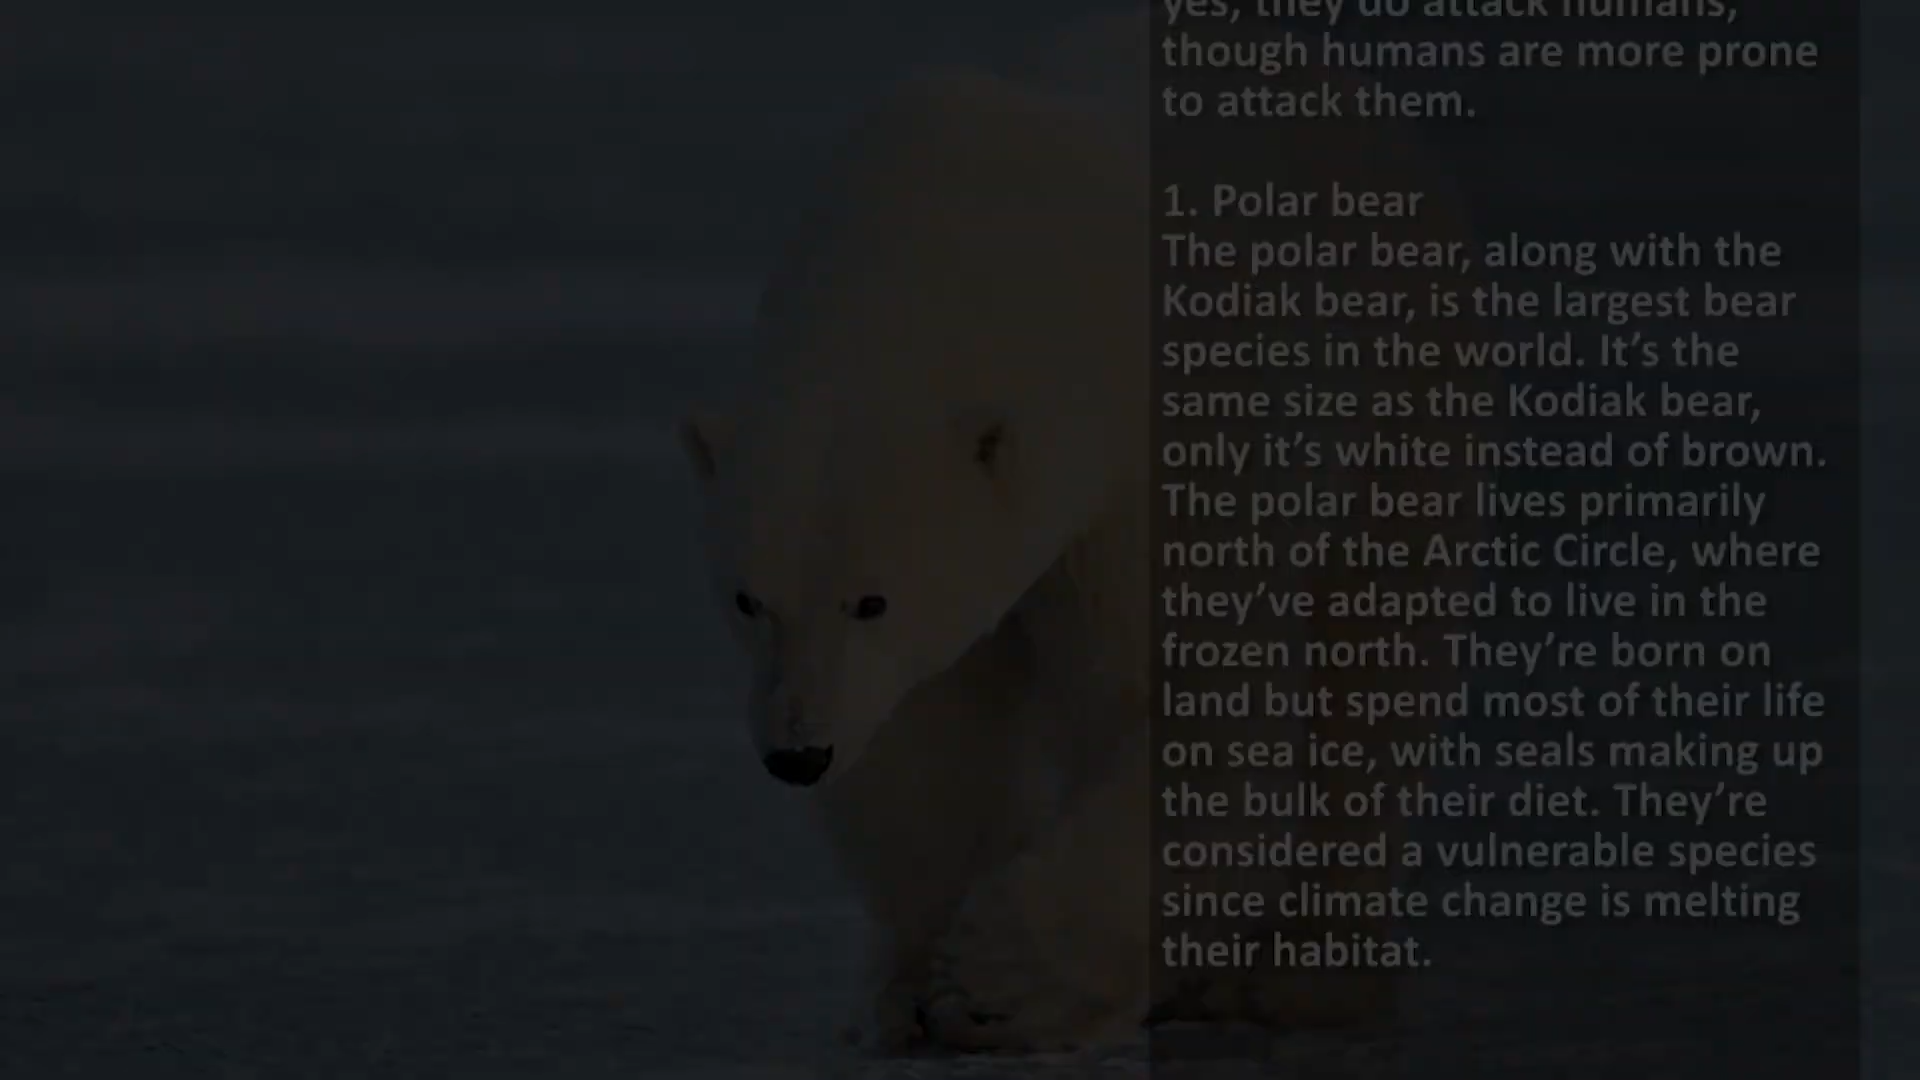 yes, they do attack humans,
though humans are more prone
to attack them.
1. Polar bear
The polar bear, along with the
Kodiak bear, is the largest bear
species in the world. It’s the
same size as the Kodiak bear,
only it’s white instead of brown.
The polar bear lives primarily
north of the Arctic Circle, where
they’ve adapted to live in the
frozen north. They’re born on
land but spend most of their life
on sea ice, with seals making up
the bulk of their diet. They’re
considered a vulnerable species
since climate change is melting
their habitat.